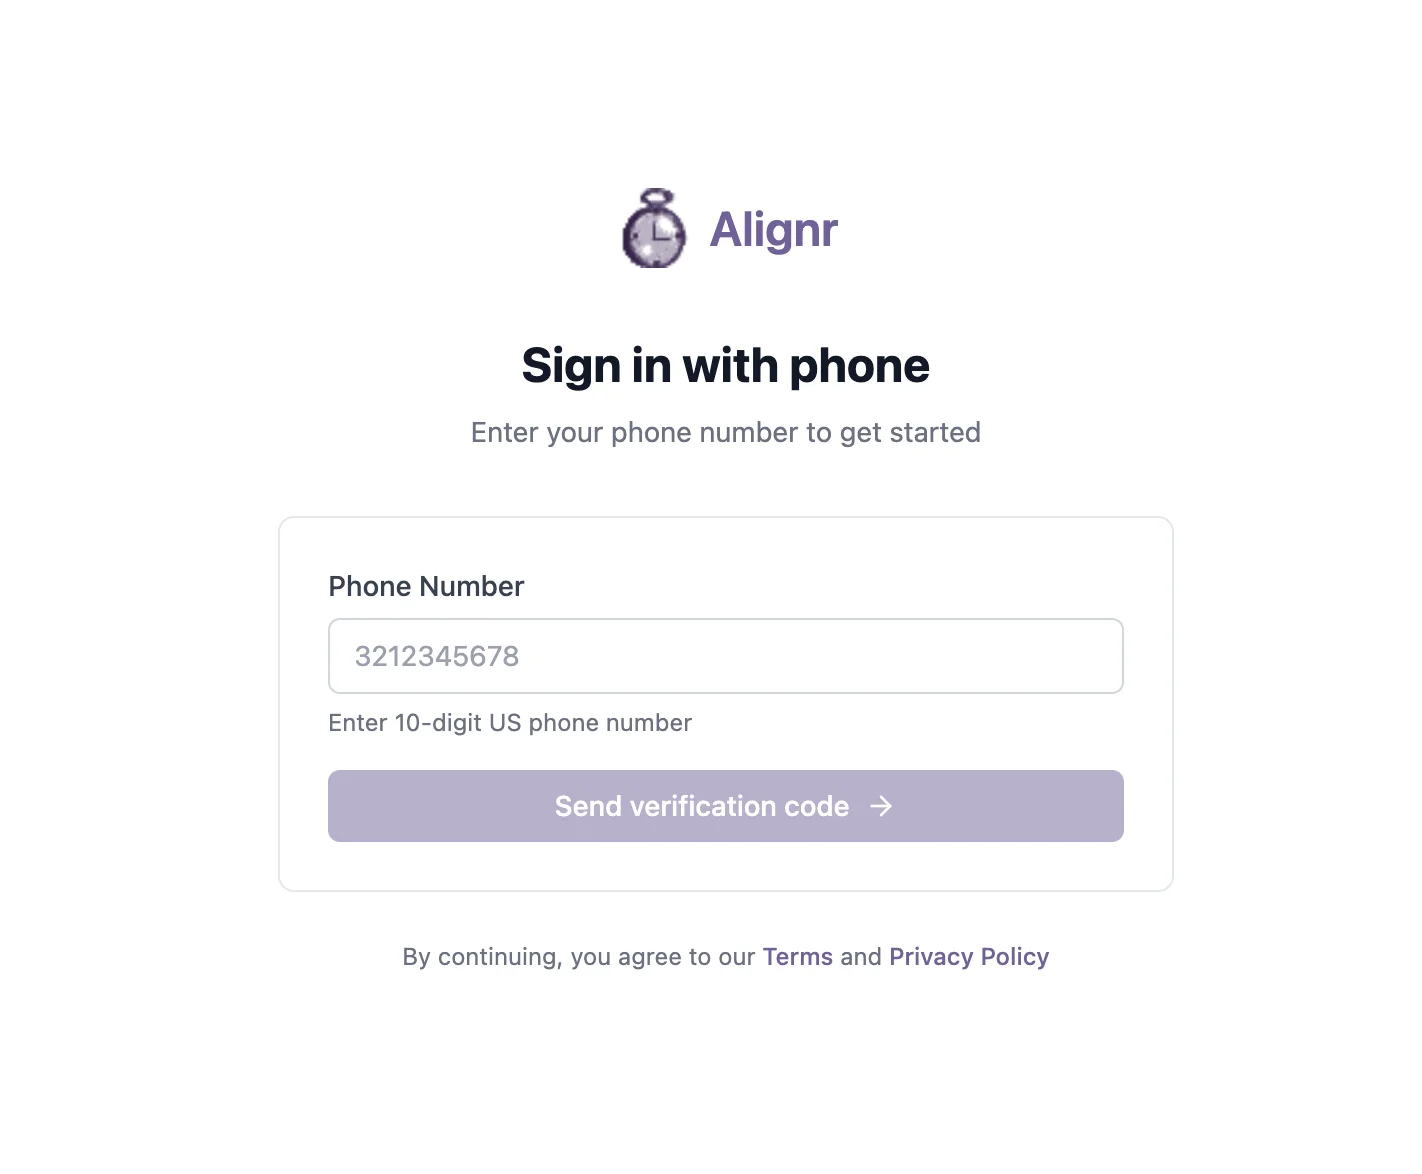 Alignr
Sign in with phone
Enter your phone number to get started
Phone Number
3212345678
Enter 10-digit US phone number
Send verification code →
By continuing, you agree to our Terms and Privacy Policy